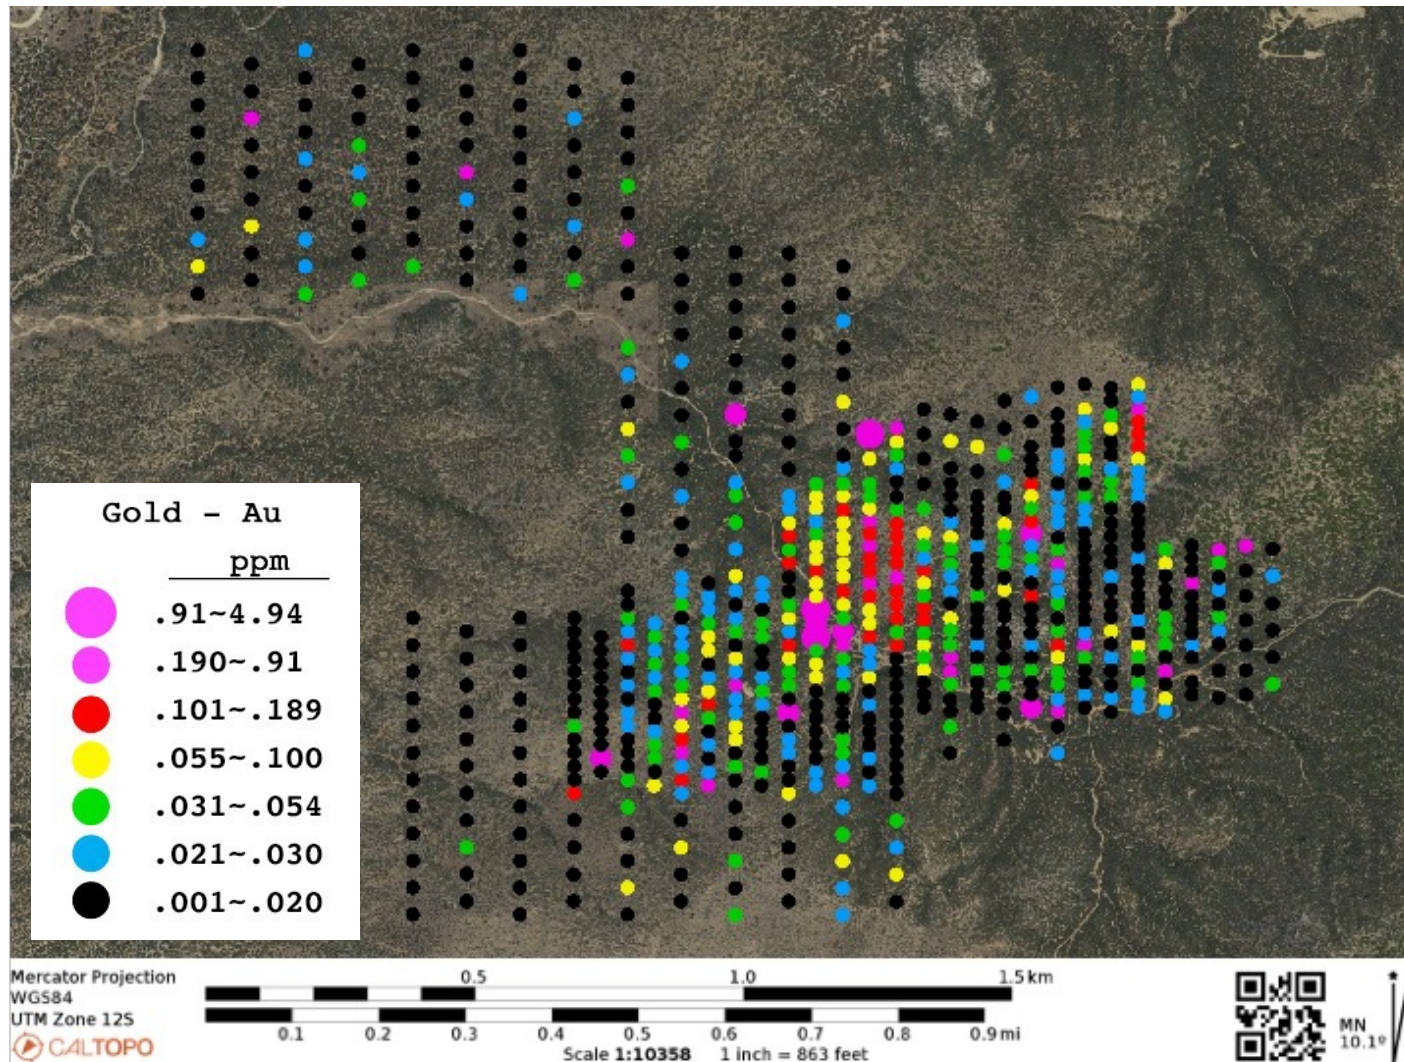 Gold - Au
ppm
.91~4.94
.190~.91
.101~.189
.055~.100
.031~.054
.021~.030
.001~.020
Mercator Projection
WGS84
UTM Zone 12S
CALTOPO
0.5 1.0 1.5 km
0.1 0.2 0.3 0.4 0.5 0.6 0.7 0.8 0.9 mi
Scale 1:10358 1 inch = 863 feet
MN
10.1º